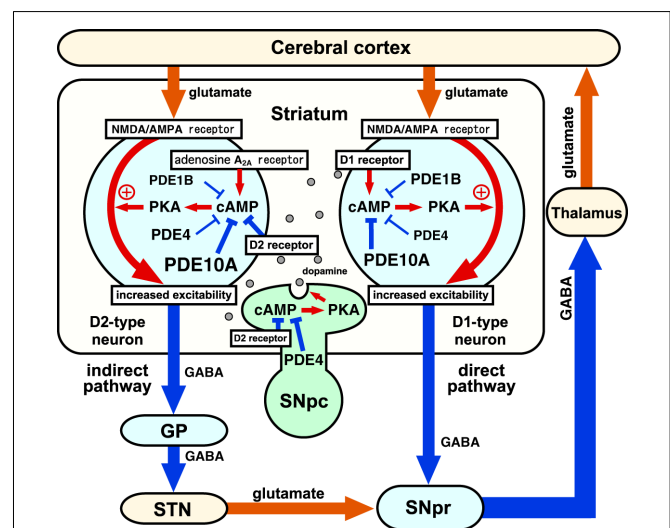 Cerebral cortex
glutamate
glutamate
Striatum
NMDA/AMPA receptor
NMDA/AMPA receptor
adenosine A2A receptor
D1 receptor
PDE1B
PDE1B
⊕
PKA
cAMP
cAMP
PKA
⊕
PDE4
PDE4
D2 receptor
PDE10A
PDE10A
dopamine
increased excitability
increased excitability
cAMP
PKA
D2-type
neuron
D2 receptor
PDE4
D1-type
neuron
SNpc
indirect
pathway
GABA
direct
pathway
GP
GABA
GABA
STN
glutamate
SNpr
Thalamus
glutamate
GABA